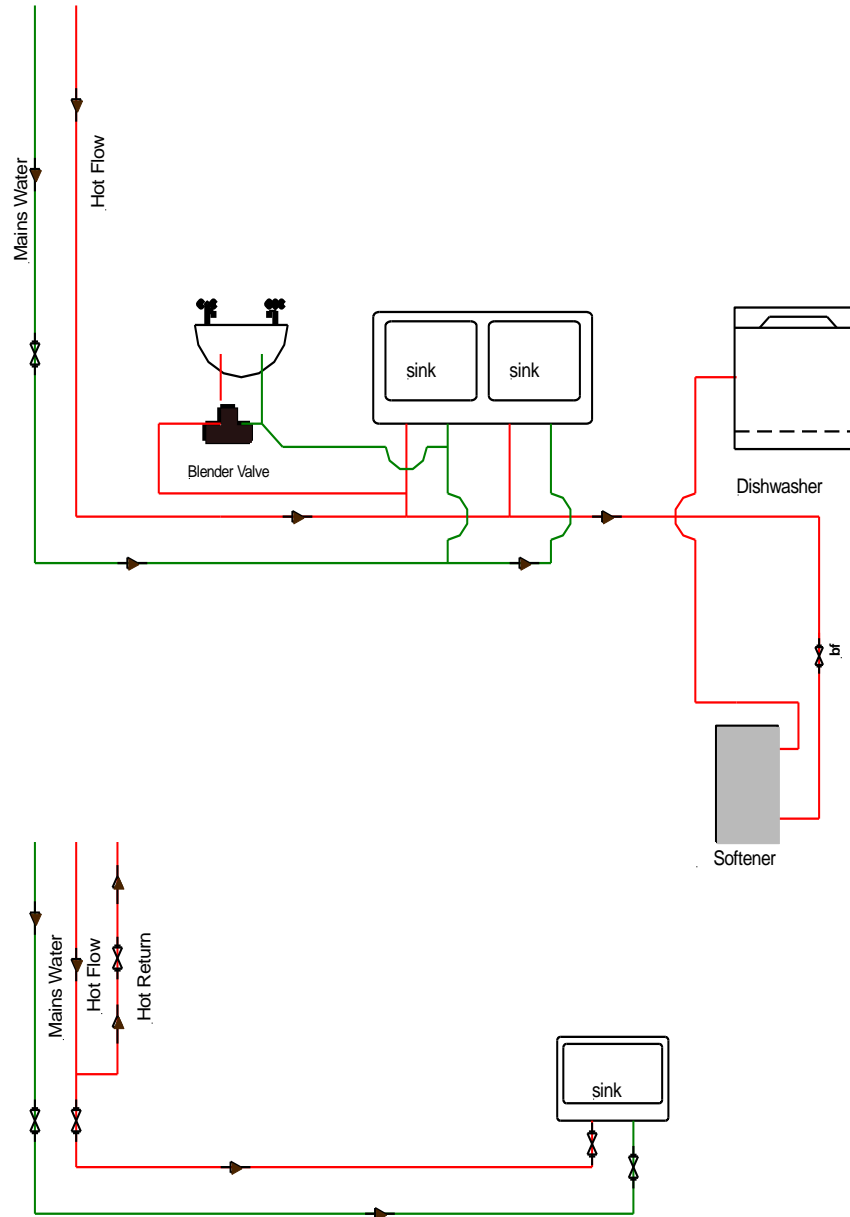 Mains Water
Hot Flow
sink
sink
Blender Valve
Dishwasher
bf
Softener
Mains Water
Hot Flow
Hot Return
sink